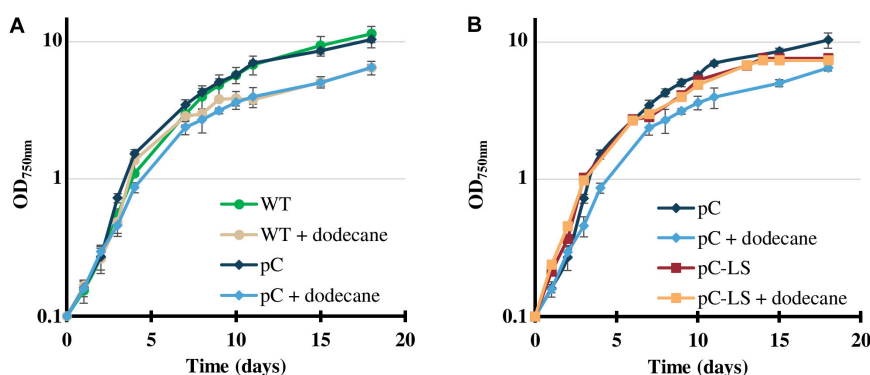 A
10
1
0.1
OD750nm
WT
WT + dodecane
pC
pC + dodecane
0 5 10 15 20
Time (days)
B
10
1
0.1
OD750nm
pC
pC + dodecane
pC-LS
pC-LS + dodecane
0 5 10 15 20
Time (days)